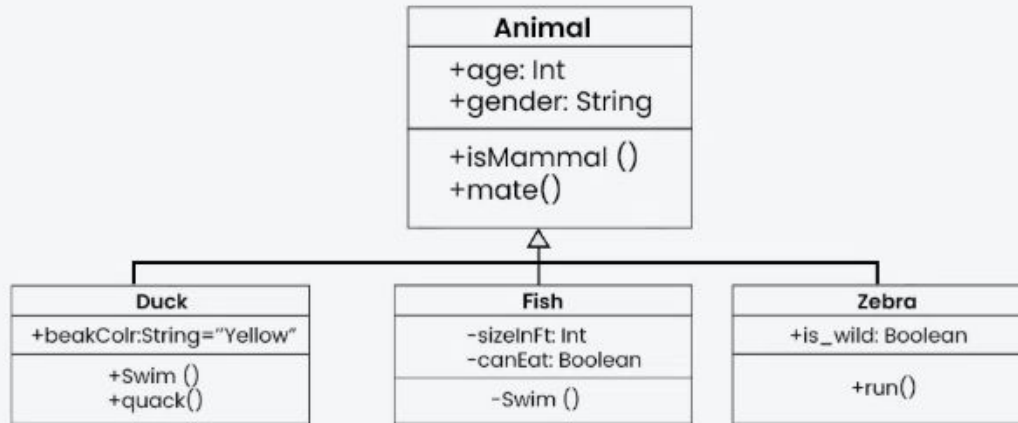 Animal
+age: Int
+gender: String
+isMammal ()
+mate()
Duck
+beakColr:String=“Yellow”
+Swim ()
+quack()
Fish
-sizeInFt: Int
-canEat: Boolean
-Swim ()
Zebra
+is_wild: Boolean
+run()